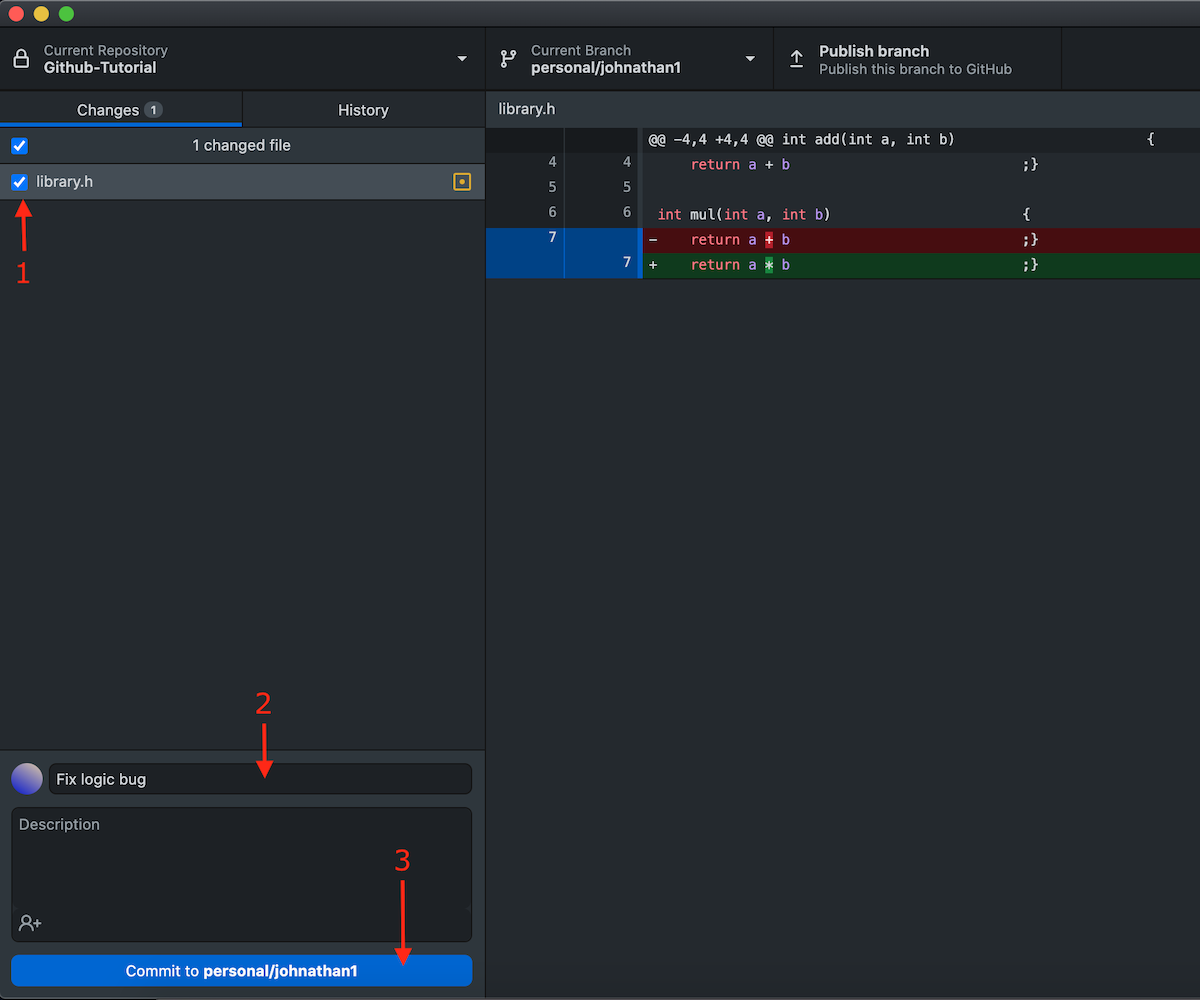 Current Repository
Github-Tutorial
Current Branch
personal/johnathan1
Publish branch
Publish this branch to GitHub
Changes 1
History
1 changed file
library.h
1
2
Fix logic bug
Description
3
Commit to personal/johnathan1
library.h
@@ -4,4 +4,4 @@ int add(int a, int b) {
4 4 return a + b ;}
5 5
6 6 int mul(int a, int b) {
7 - return a + b ;}
7 + return a * b ;}